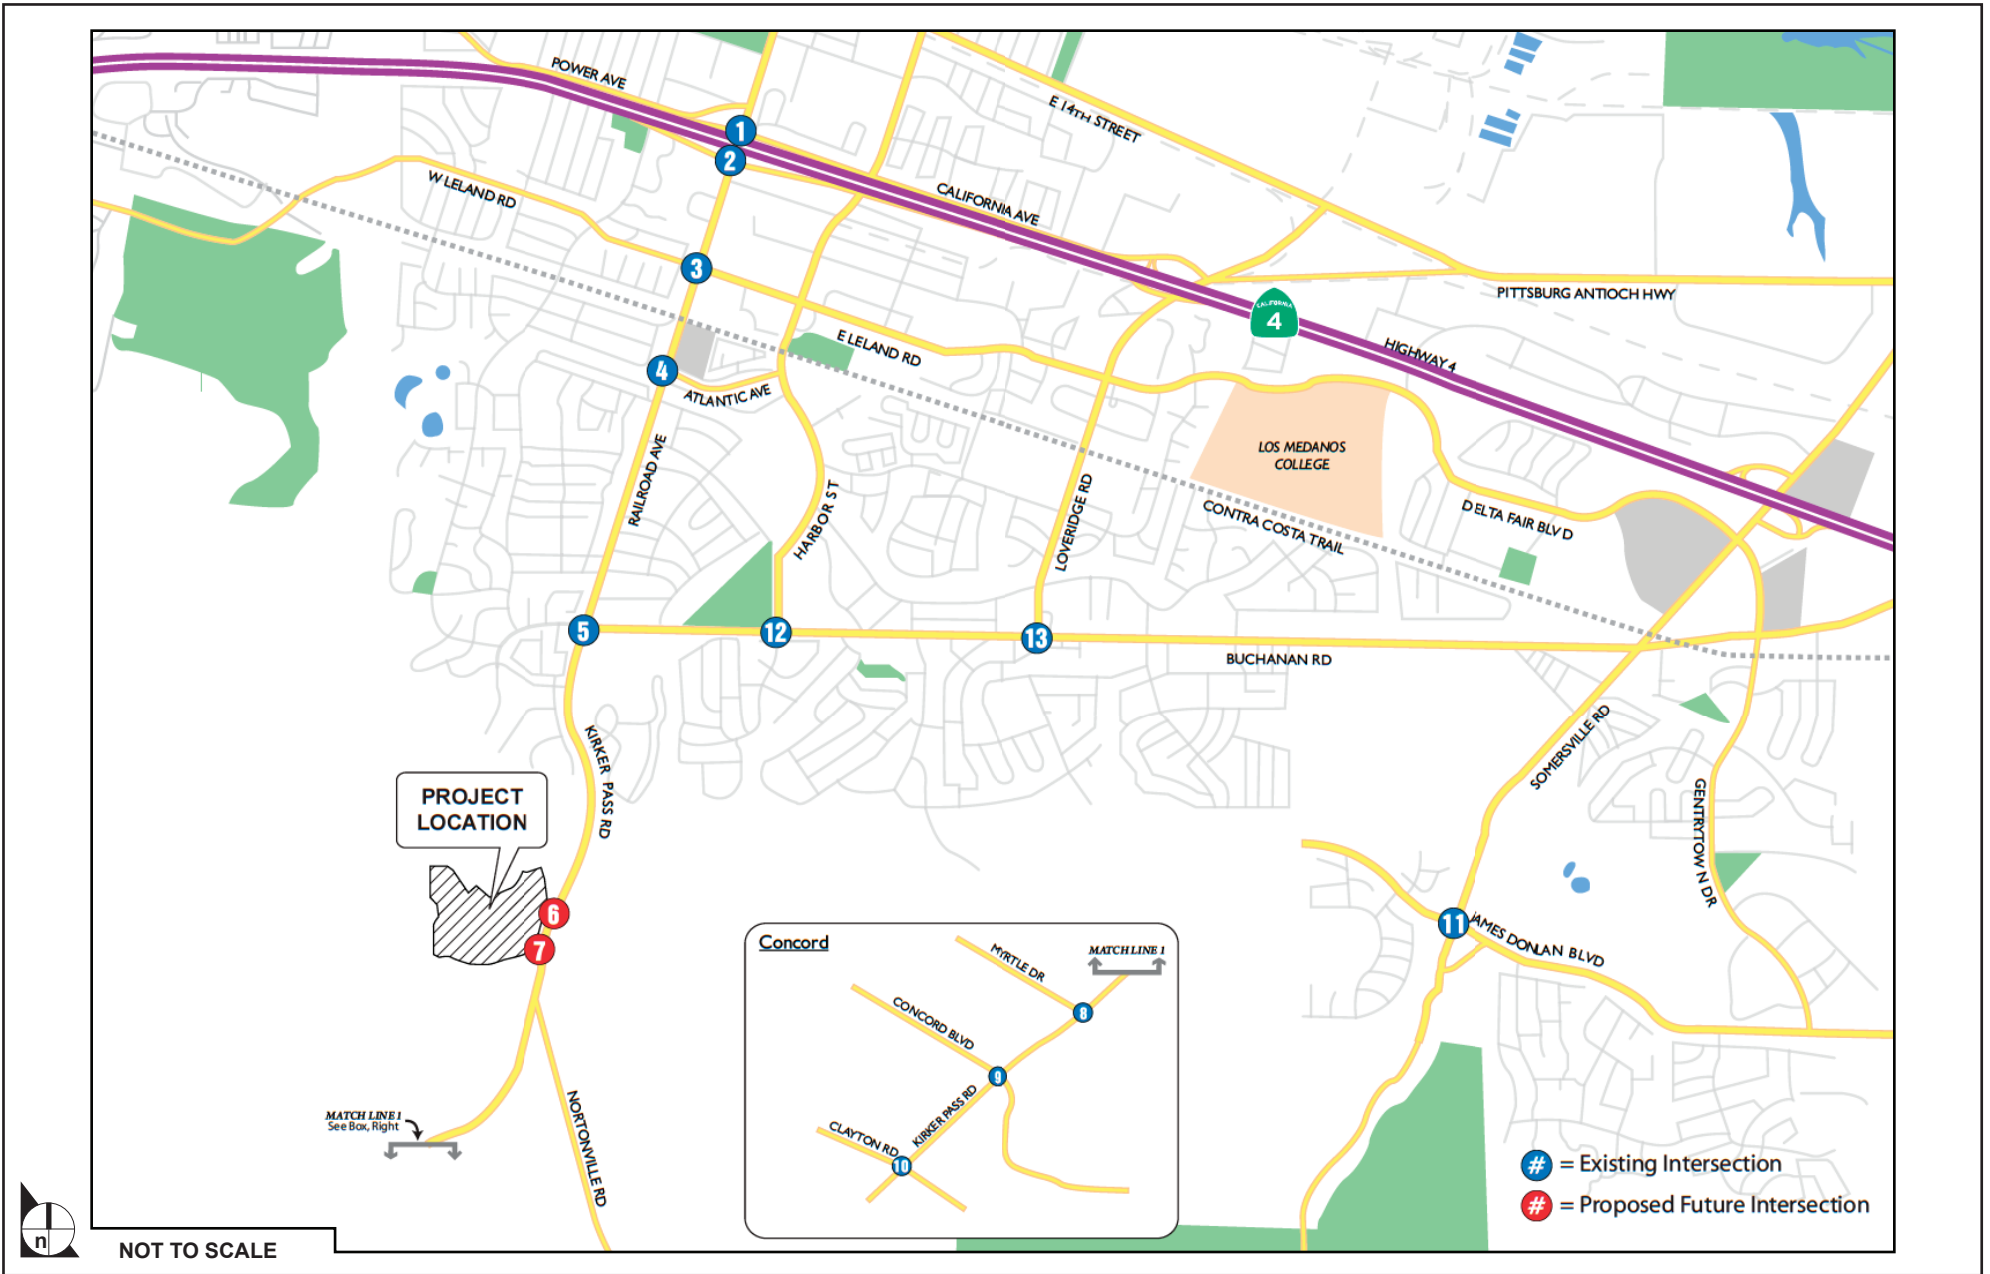 POWER AVE
E 14TH STREET
1
2
W LELAND RD
CALIFORNIA AVE
3
PITTSBURG ANTIOCH HWY
CALIFORNIA
4
HIGHWAY 4
E LELAND RD
4
ATLANTIC AVE
LOS MEDANOS
COLLEGE
RAILROAD AVE
HARBOR ST
LOVERIDGE RD
CONTRA COSTA TRAIL
DELTA FAIR BLVD
5
12
13
BUCHANAN RD
KIRKER PASS RD
SOMERSVILLE RD
GENTRYTOWN DR
PROJECT
LOCATION
6
7
11
JAMES DONLAN BLVD
Concord
MYRTLE DR
MATCH LINE 1
8
CONCORD BLVD
9
KIRKER PASS RD
CLAYTON RD
10
MATCH LINE 1
See Box, Right
NORTONVILLE RD
# = Existing Intersection
# = Proposed Future Intersection
n
NOT TO SCALE